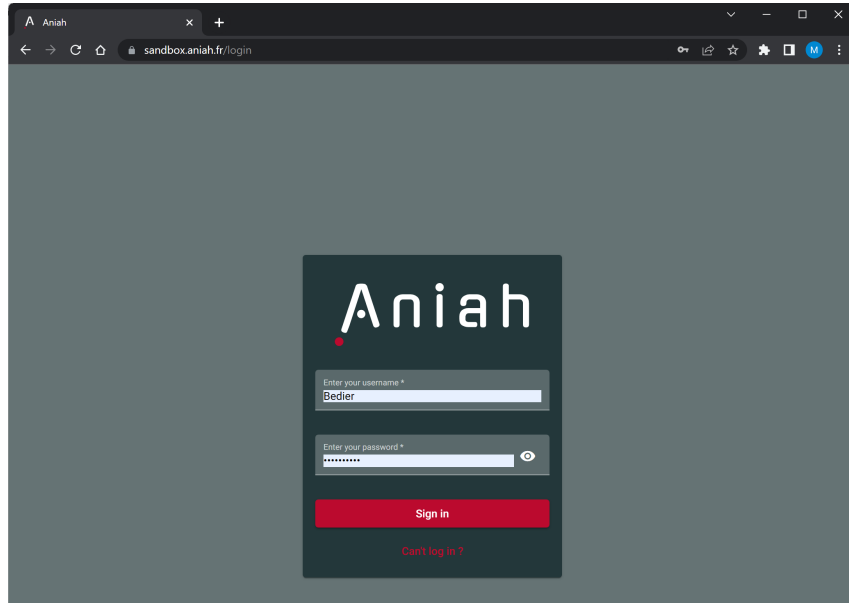 A Aniah
sandbox.aniah.fr/login
M
Aniah
Enter your username *
Bedier
Enter your password *
••••••••••
Sign in
Can't log in ?